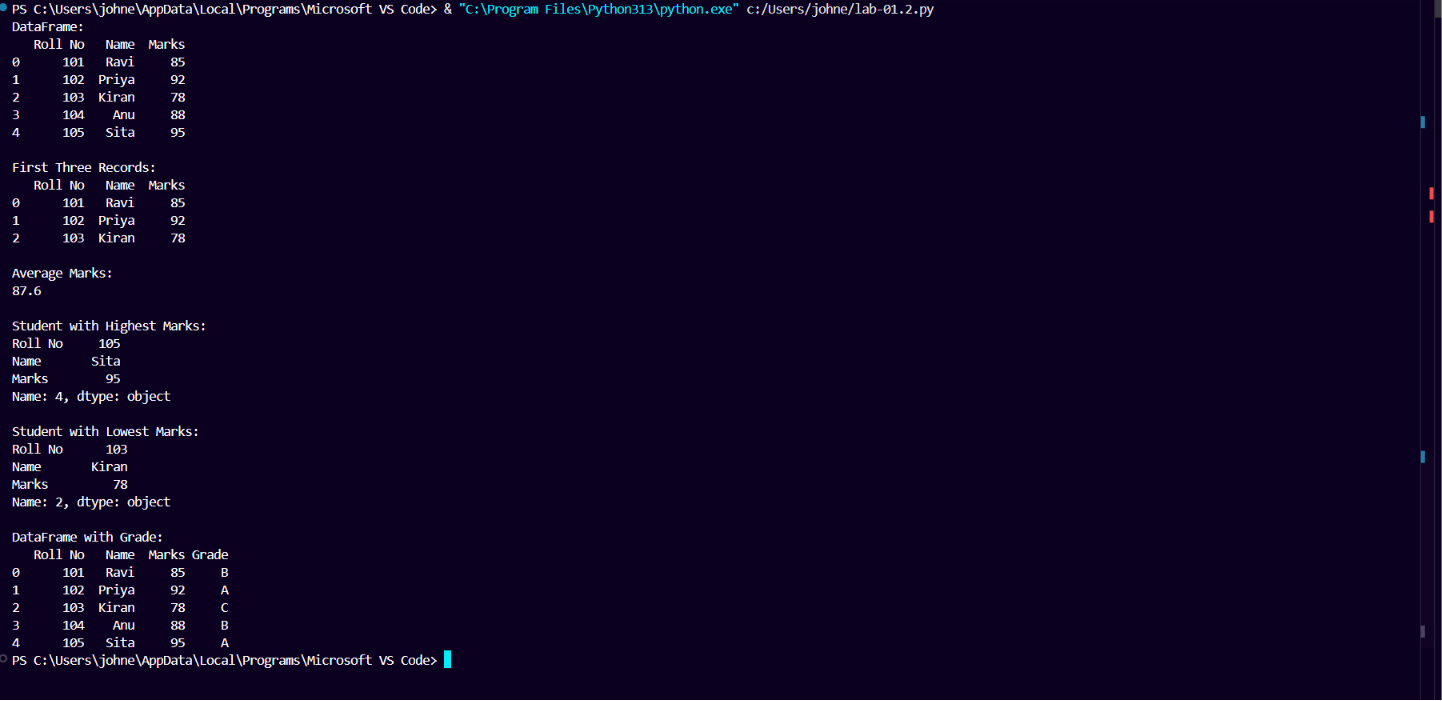 PS C:\Users\johne\AppData\Local\Programs\Microsoft VS Code> & "C:\Program Files\Python313\python.exe" c:/Users/johne/lab-01.2.py
DataFrame:
   Roll No   Name  Marks
0      101   Ravi     85
1      102  Priya     92
2      103  Kiran     78
3      104    Anu     88
4      105   Sita     95

First Three Records:
   Roll No   Name  Marks
0      101   Ravi     85
1      102  Priya     92
2      103  Kiran     78

Average Marks:
87.6

Student with Highest Marks:
Roll No     105
Name       Sita
Marks        95
Name: 4, dtype: object

Student with Lowest Marks:
Roll No      103
Name       Kiran
Marks         78
Name: 2, dtype: object

DataFrame with Grade:
   Roll No   Name  Marks Grade
0      101   Ravi     85     B
1      102  Priya     92     A
2      103  Kiran     78     C
3      104    Anu     88     B
4      105   Sita     95     A
PS C:\Users\johne\AppData\Local\Programs\Microsoft VS Code>